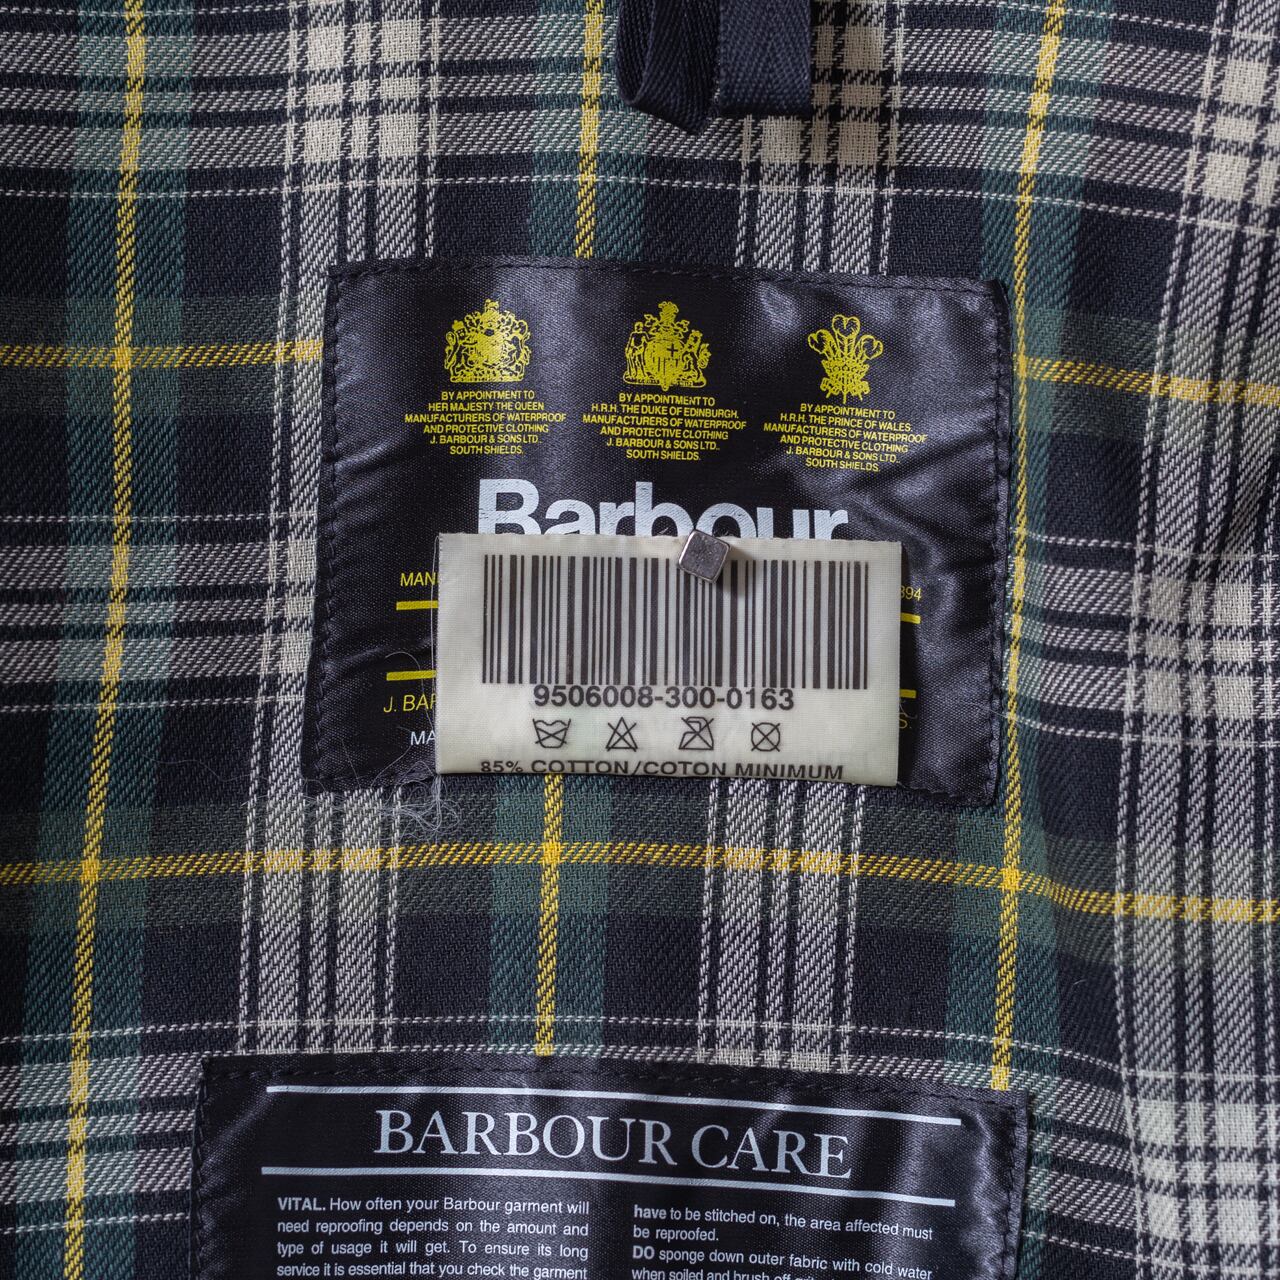 BY APPOINTMENT TO
HER MAJESTY THE QUEEN
MANUFACTURERS OF WATERPROOF
AND PROTECTIVE CLOTHING
J. BARBOUR & SONS LTD.
SOUTH SHIELDS.
BY APPOINTMENT TO
H.R.H. THE DUKE OF EDINBURGH.
MANUFACTURERS OF WATERPROOF
AND PROTECTIVE CLOTHING
J. BARBOUR & SONS LTD..
SOUTH SHIELDS.
BY APPOINTMENT TO
H.R.H. THE PRINCE OF WALES.
MANUFACTURERS OF WATERPROOF
AND PROTECTIVE CLOTHING
J. BARBOUR & SONS LTD..
SOUTH SHIELDS.
Barbour
9506008-300-0163
85% COTTON/COTON MINIMUM
BARBOUR CARE
VITAL. How often your Barbour garment will
need reproofing depends on the amount and
type of usage it will get. To ensure its long
service it is essential that you check the garment
have to be stitched on, the area affected must
be reproofed.
DO sponge down outer fabric with cold water
when soiled and brush off